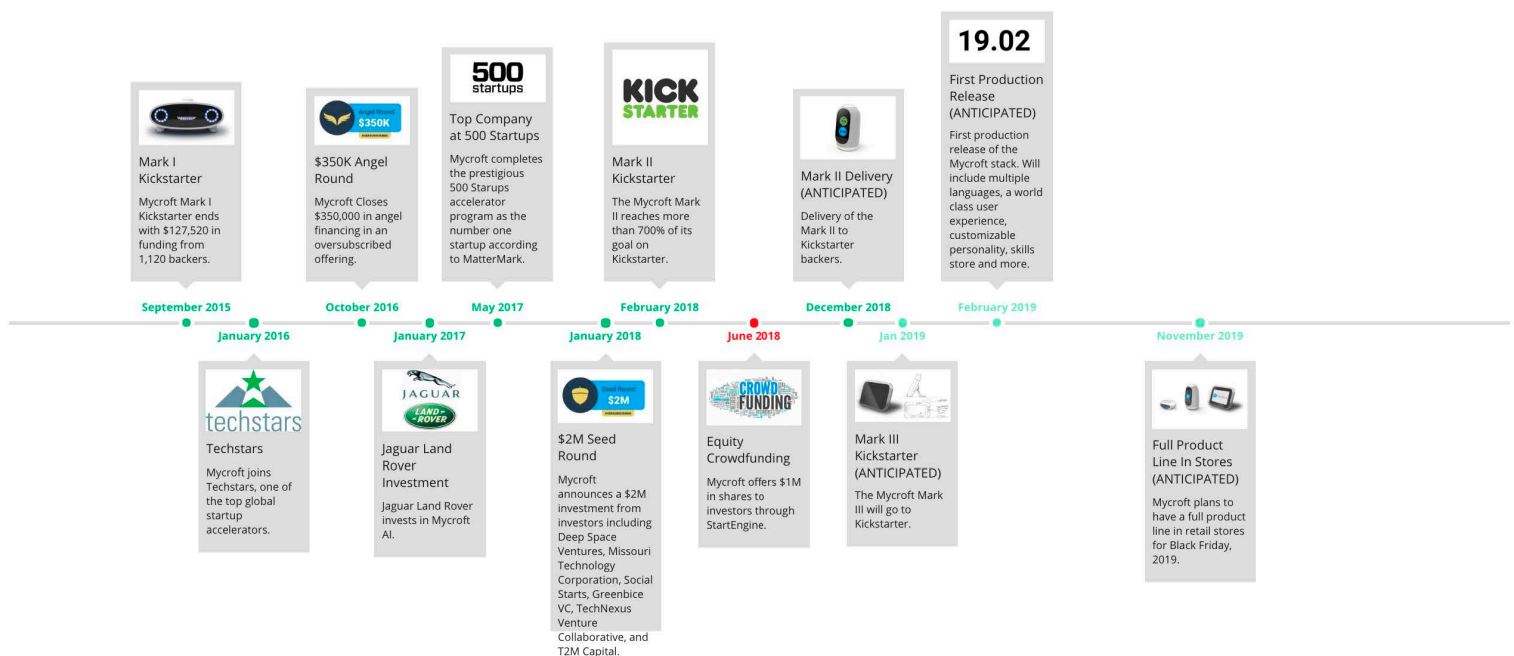 Mark I
Kickstarter
Mycroft Mark I
Kickstarter ends
with $127,520 in
funding from
1,120 backers.
September 2015
techstars
January 2016
Techstars
Mycroft joins
Techstars, one of
the top global
startup
accelerators.
Angel Round
$350K
$350K Angel
Round
Mycroft Closes
$350,000 in angel
financing in an
oversubscribed
offering.
October 2016
January 2017
JAGUAR
LAND-
ROVER
Jaguar Land
Rover
Investment
Jaguar Land Rover
invests in Mycroft
AI.
500
startups
Top Company
at 500 Startups
Mycroft completes
the prestigious
500 Starups
accelerator
program as the
number one
startup according
to MatterMark.
May 2017
January 2018
Seed Round
$2M
$2M Seed
Round
Mycroft
announces a $2M
investment from
investors including
Deep Space
Ventures, Missouri
Technology
Corporation, Social
Starts, Greenbice
VC, TechNexus
Venture
Collaborative, and
T2M Capital.
KICK
STARTER
Mark II
Kickstarter
The Mycroft Mark
II reaches more
than 700% of its
goal on
Kickstarter.
February 2018
June 2018
CROWD
FUNDING
Equity
Crowdfunding
Mycroft offers $1M
in shares to
investors through
StartEngine.
Mark II Delivery
(ANTICIPATED)
Delivery of the
Mark II to
Kickstarter
backers.
December 2018
Jan 2019
Mark III
Kickstarter
(ANTICIPATED)
The Mycroft Mark
III will go to
Kickstarter.
19.02
First Production
Release
(ANTICIPATED)
First production
release of the
Mycroft stack. Will
include multiple
languages, a world
class user
experience,
customizable
personality, skills
store and more.
February 2019
November 2019
Full Product
Line In Stores
(ANTICIPATED)
Mycroft plans to
have a full product
line in retail stores
for Black Friday,
2019.